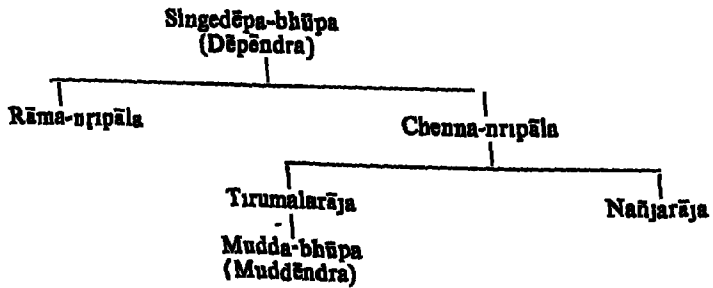 Singedēpa-bhūpa
(Dēpēndra)
Rāma-nṛipāla
Chenna-nṛipāla
Tirumalarāja
Nañjarāja
Mudda-bhūpa
(Muddēndra)